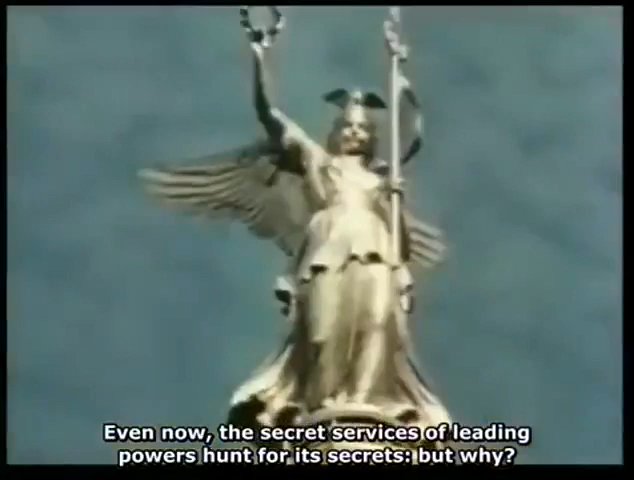 Even now, the secret services of leading
powers hunt for its secrets: but why?